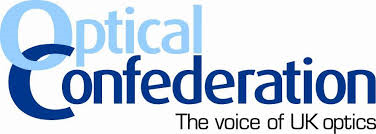 Optical
Confederation
The voice of UK optics